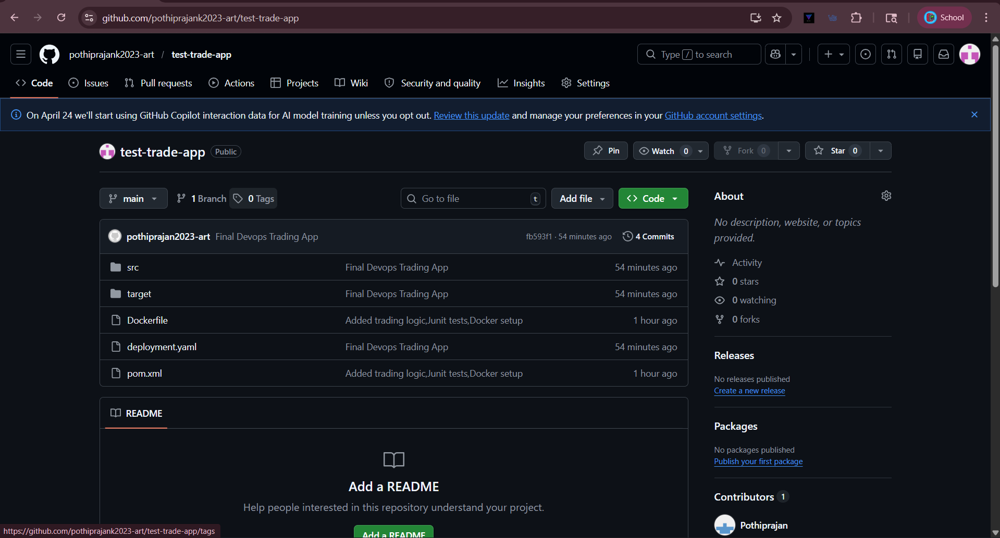 github.com/pothiprajank2023-art/test-trade-app
School
pothiprajank2023-art / test-trade-app
Type / to search
Code Issues Pull requests Actions Projects Wiki Security and quality Insights Settings
On April 24 we'll start using GitHub Copilot interaction data for AI model training unless you opt out. Review this update and manage your preferences in your GitHub account settings.
test-trade-app Public
Pin Watch 0 Fork 0 Star 0
main 1 Branch 0 Tags Go to file t Add file Code
pothiprajan2023-art Final Devops Trading App fb593f1 · 54 minutes ago 4 Commits
src Final Devops Trading App 54 minutes ago
target Final Devops Trading App 54 minutes ago
Dockerfile Added trading logic,Junit tests,Docker setup 1 hour ago
deployment.yaml Final Devops Trading App 54 minutes ago
pom.xml Added trading logic,Junit tests,Docker setup 1 hour ago
README
Add a README
Help people interested in this repository understand your project.
Add a README
About
No description, website, or topics
provided.
Activity
0 stars
0 watching
0 forks
Releases
No releases published
Create a new release
Packages
No packages published
Publish your first package
Contributors 1
Pothiprajan
https://github.com/pothiprajank2023-art/test-trade-app/tags